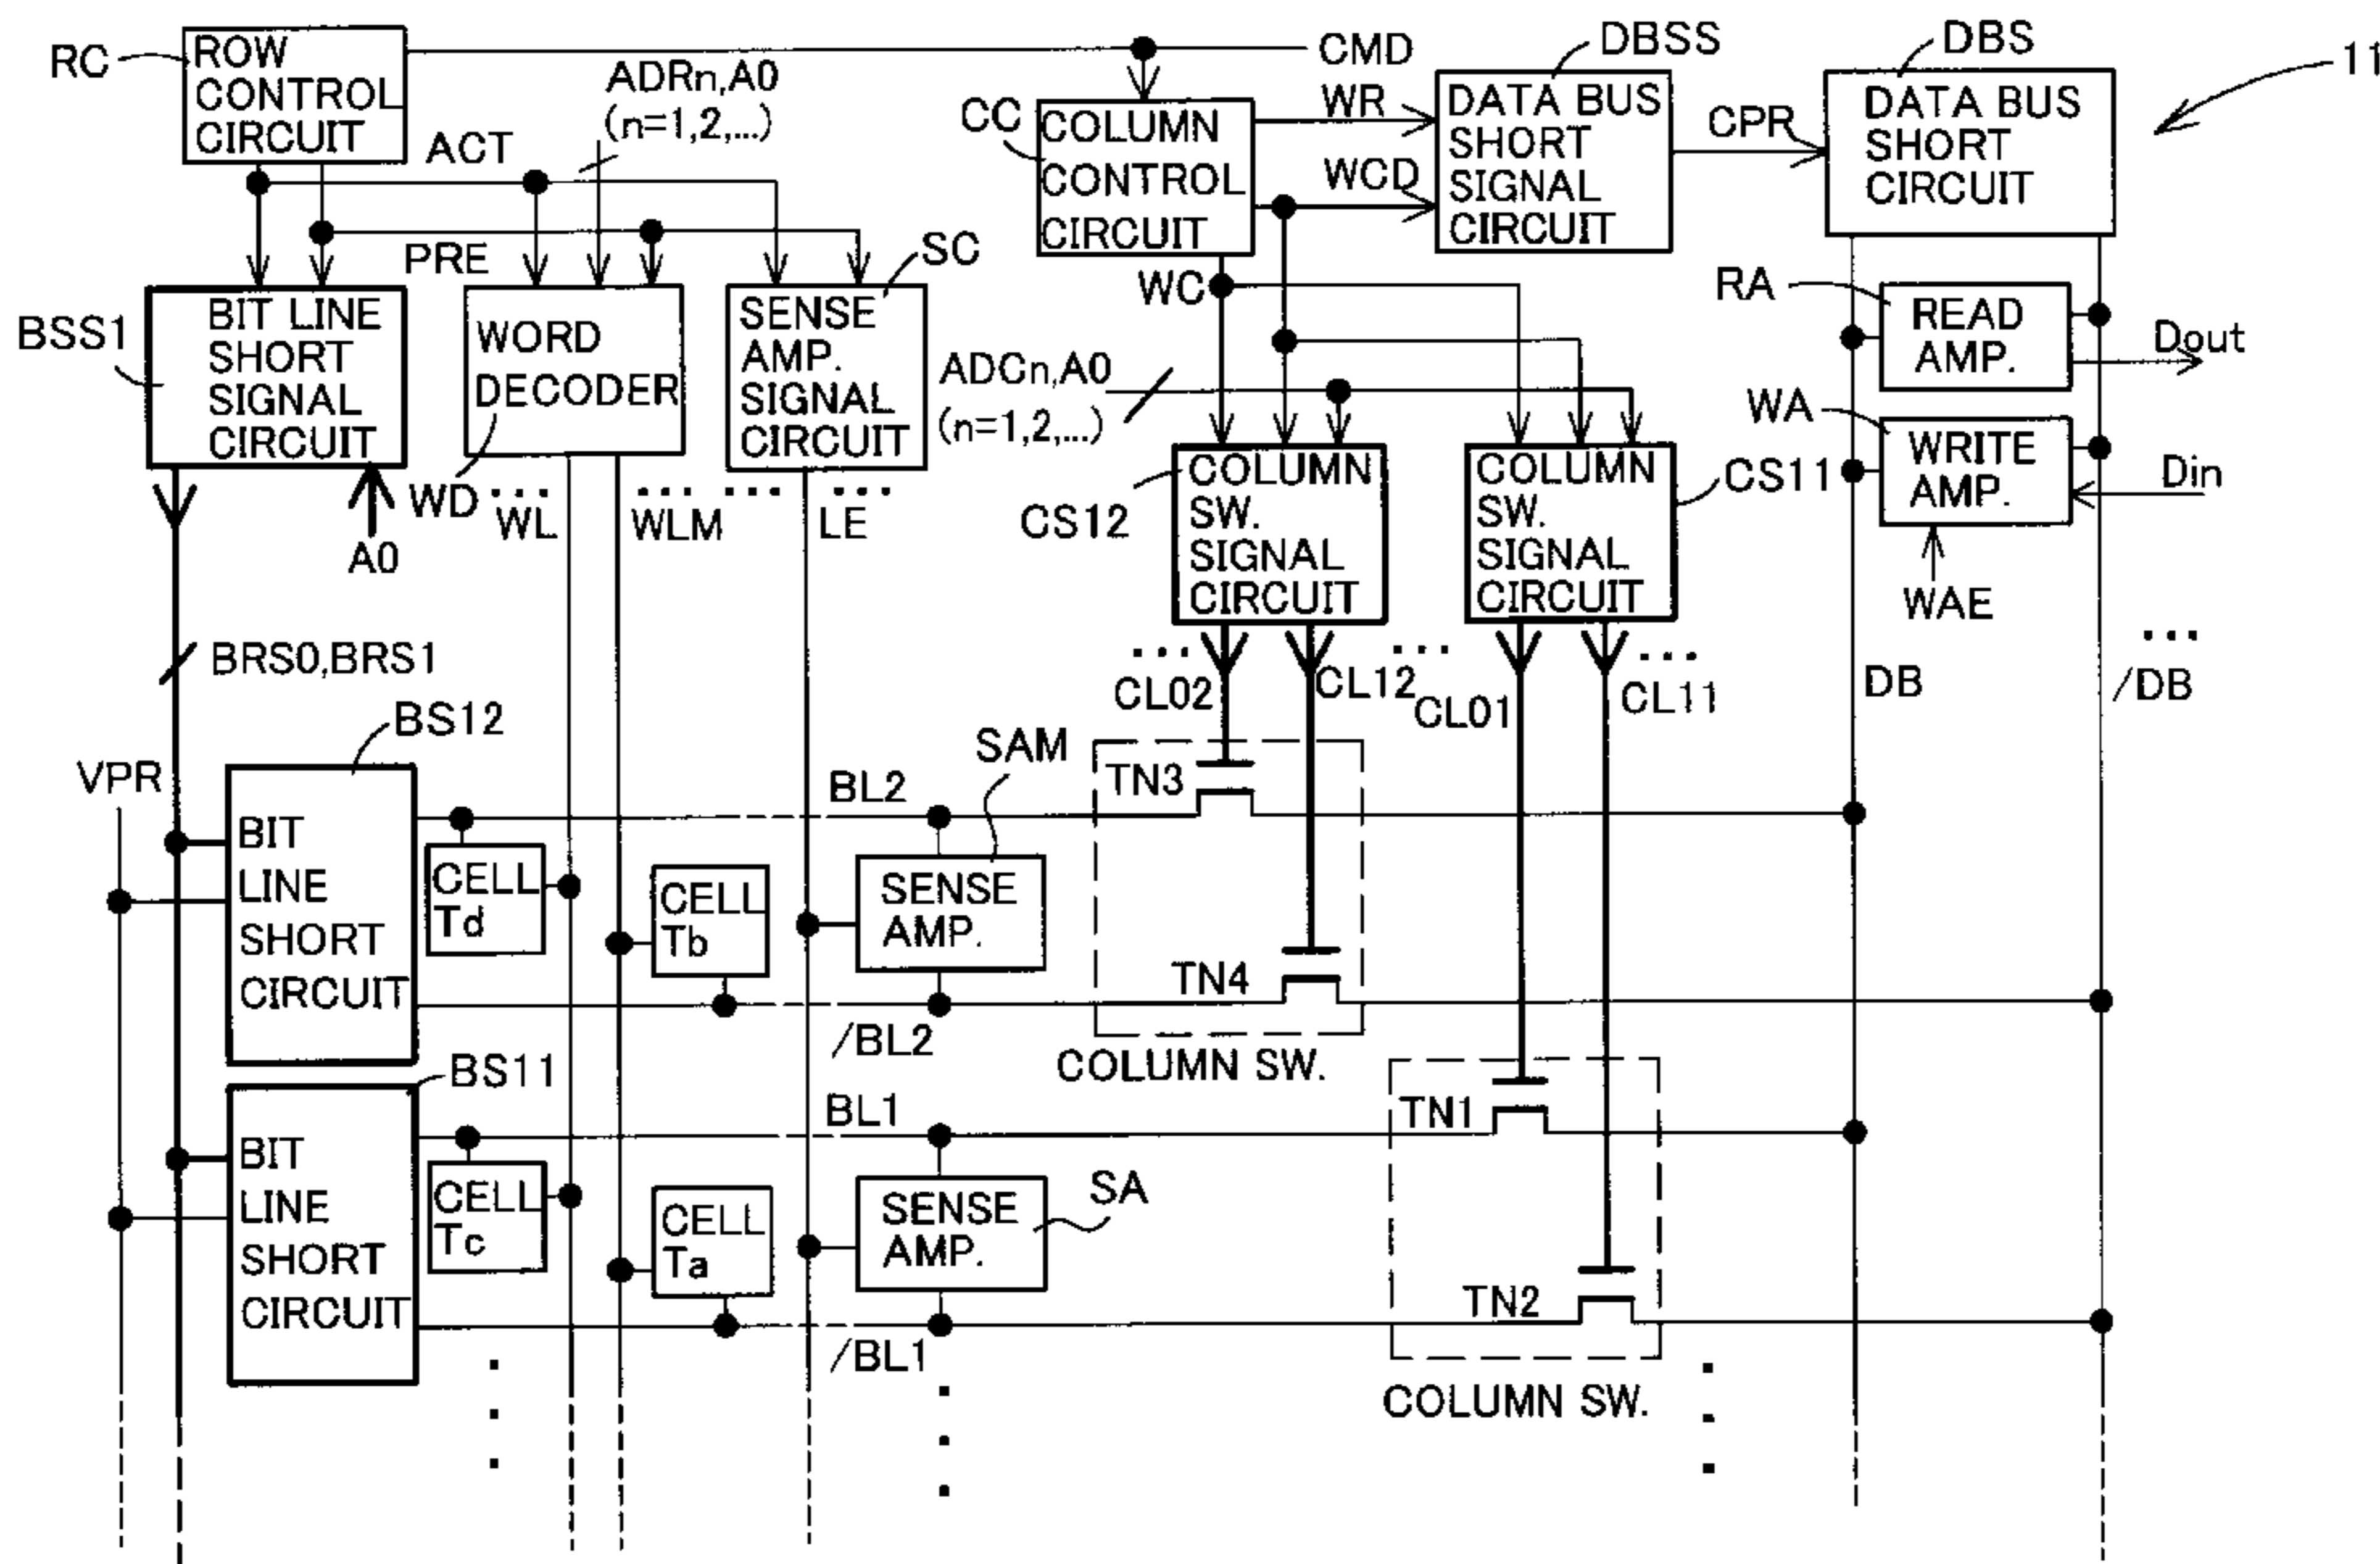 RC
ROW
CONTROL
CIRCUIT
ADRn,A0
(n=1,2,...)
ACT
PRE
CMD
CC
COLUMN
CONTROL
CIRCUIT
WR
WCD
WC
DBSS
DATA BUS
SHORT
SIGNAL
CIRCUIT
CPR
DBS
DATA BUS
SHORT
CIRCUIT
11
BSS1
BIT LINE
SHORT
SIGNAL
CIRCUIT
A0
WORD
DECODER
WD
SC
SENSE
AMP.
SIGNAL
CIRCUIT
... WL
... WLM
... LE ...
ADCn,A0
(n=1,2,...)
RA
READ
AMP.
Dout
WA
WRITE
AMP.
Din
WAE
CS12
COLUMN
SW.
SIGNAL
CIRCUIT
COLUMN
SW.
SIGNAL
CIRCUIT
CS11
...
CL02
CL12
...
CL01
CL11
...
DB
/DB
...
BRS0,BRS1
VPR
BS12
BIT
LINE
SHORT
CIRCUIT
CELL
Td
CELL
Tb
BL2
SAM
SENSE
AMP.
/BL2
TN3
TN4
COLUMN SW.
BS11
BIT
LINE
SHORT
CIRCUIT
CELL
Tc
CELL
Ta
BL1
SA
SENSE
AMP.
/BL1
TN1
TN2
COLUMN SW.